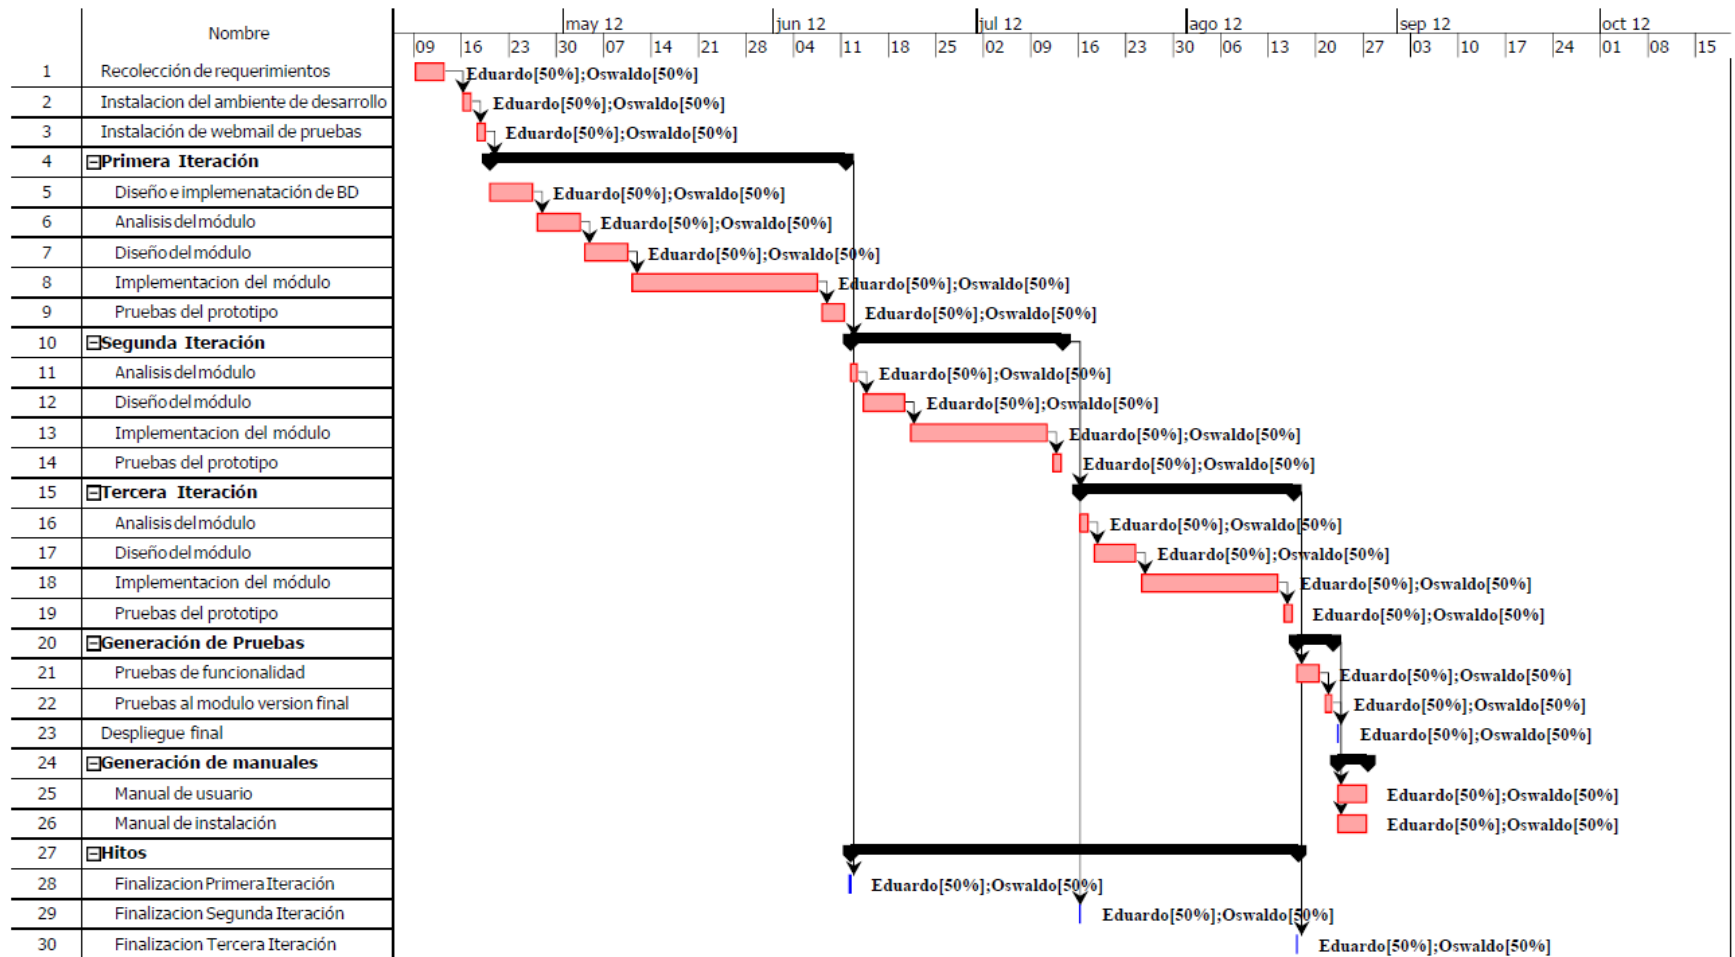 Nombre
may 12 jun 12 jul 12 ago 12 sep 12 oct 12
09 16 23 30 07 14 21 28 04 11 18 25 02 09 16 23 30 06 13 20 27 03 10 17 24 01 08 15
1 Recolección de requerimientos Eduardo[50%];Oswaldo[50%]
2 Instalacion del ambiente de desarrollo Eduardo[50%];Oswaldo[50%]
3 Instalación de webmail de pruebas Eduardo[50%];Oswaldo[50%]
4 Primera Iteración
5 Diseño e implemenatación de BD Eduardo[50%];Oswaldo[50%]
6 Analisis del módulo Eduardo[50%];Oswaldo[50%]
7 Diseño del módulo Eduardo[50%];Oswaldo[50%]
8 Implementacion del módulo Eduardo[50%];Oswaldo[50%]
9 Pruebas del prototipo Eduardo[50%];Oswaldo[50%]
10 Segunda Iteración
11 Analisis del módulo Eduardo[50%];Oswaldo[50%]
12 Diseño del módulo Eduardo[50%];Oswaldo[50%]
13 Implementacion del módulo Eduardo[50%];Oswaldo[50%]
14 Pruebas del prototipo Eduardo[50%];Oswaldo[50%]
15 Tercera Iteración
16 Analisis del módulo Eduardo[50%];Oswaldo[50%]
17 Diseño del módulo Eduardo[50%];Oswaldo[50%]
18 Implementacion del módulo Eduardo[50%];Oswaldo[50%]
19 Pruebas del prototipo Eduardo[50%];Oswaldo[50%]
20 Generación de Pruebas
21 Pruebas de funcionalidad Eduardo[50%];Oswaldo[50%]
22 Pruebas al modulo version final Eduardo[50%];Oswaldo[50%]
23 Despliegue final Eduardo[50%];Oswaldo[50%]
24 Generación de manuales
25 Manual de usuario Eduardo[50%];Oswaldo[50%]
26 Manual de instalación Eduardo[50%];Oswaldo[50%]
27 Hitos
28 Finalizacion Primera Iteración Eduardo[50%];Oswaldo[50%]
29 Finalizacion Segunda Iteración Eduardo[50%];Oswaldo[50%]
30 Finalizacion Tercera Iteración Eduardo[50%];Oswaldo[50%]